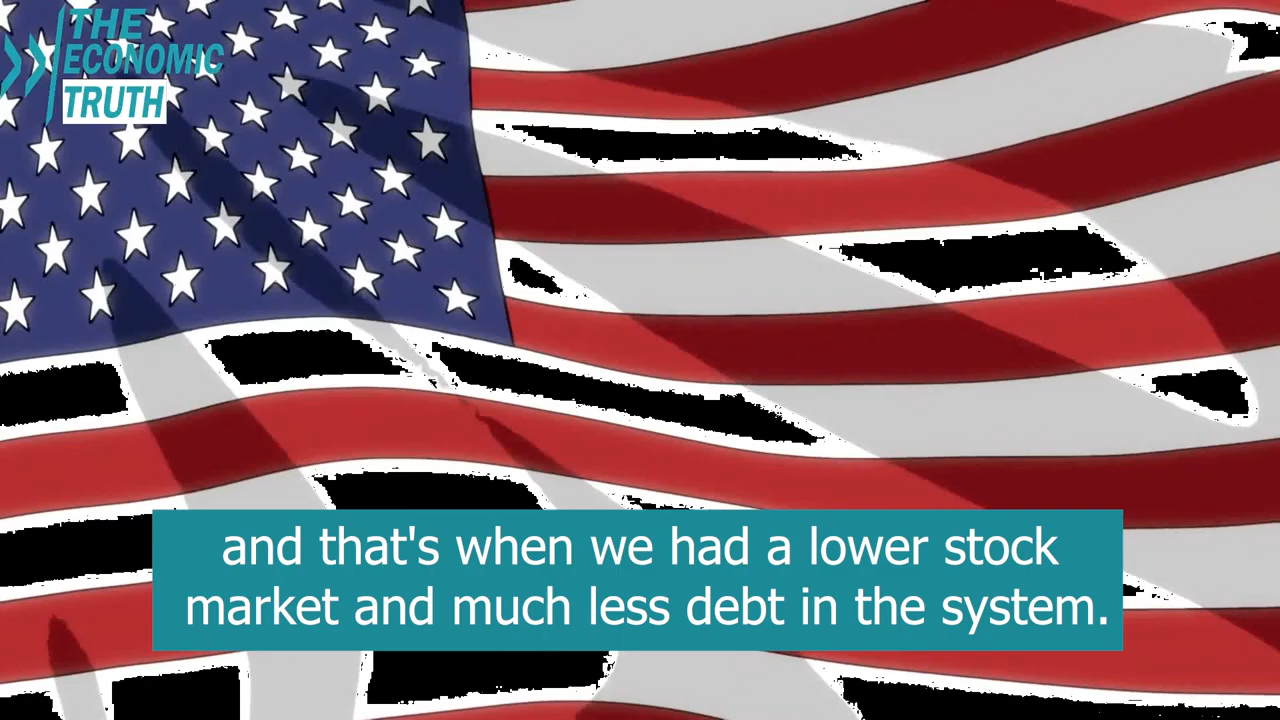 THE
ECONOMIC
TRUTH
and that's when we had a lower stock
market and much less debt in the system.